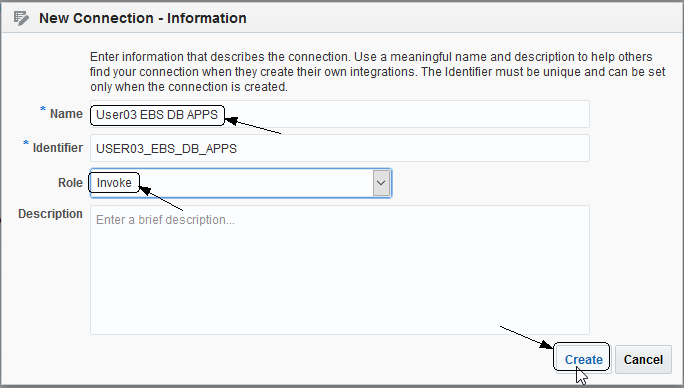 New Connection - Information
Enter information that describes the connection. Use a meaningful name and description to help others
find your connection when they create their own integrations. The Identifier must be unique and can be set
only when the connection is created.
* Name User03 EBS DB APPS
* Identifier USER03_EBS_DB_APPS
Role Invoke
Description Enter a brief description...
Create Cancel